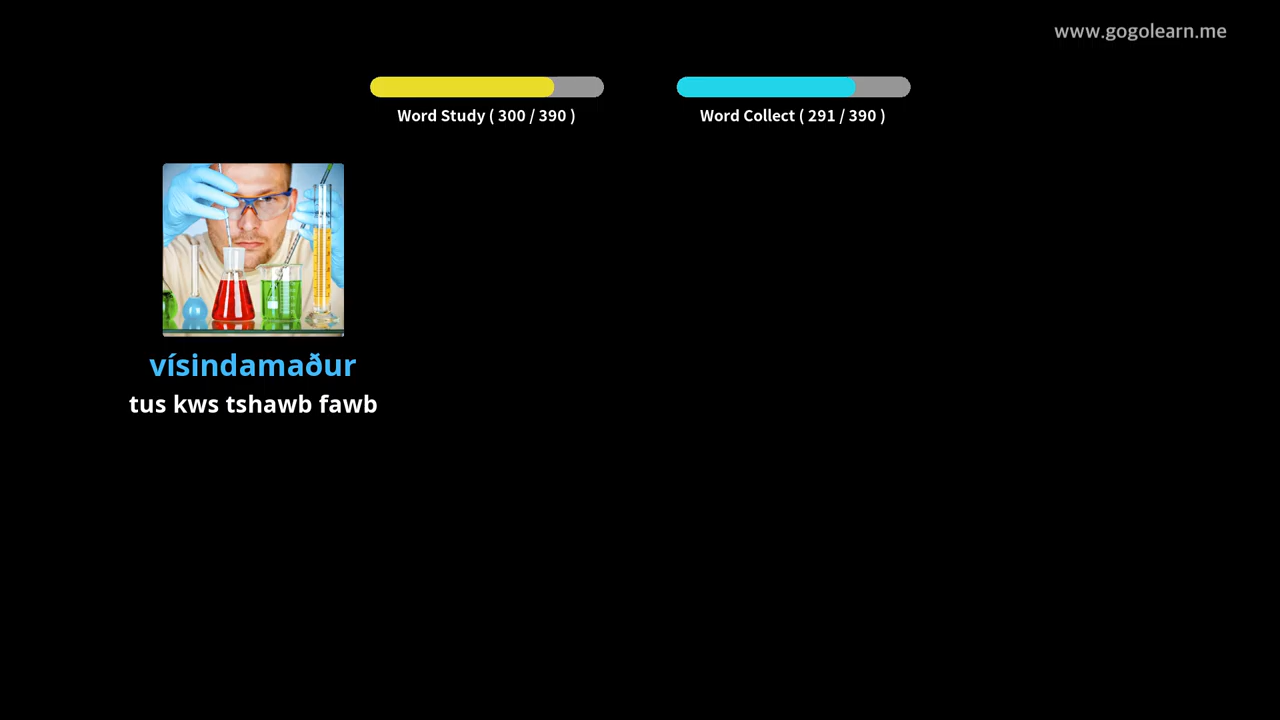 www.gogolearn.me
Word Study ( 300 / 390 )
Word Collect ( 291 / 390 )
vísindamaður
tus kws tshawb fawb